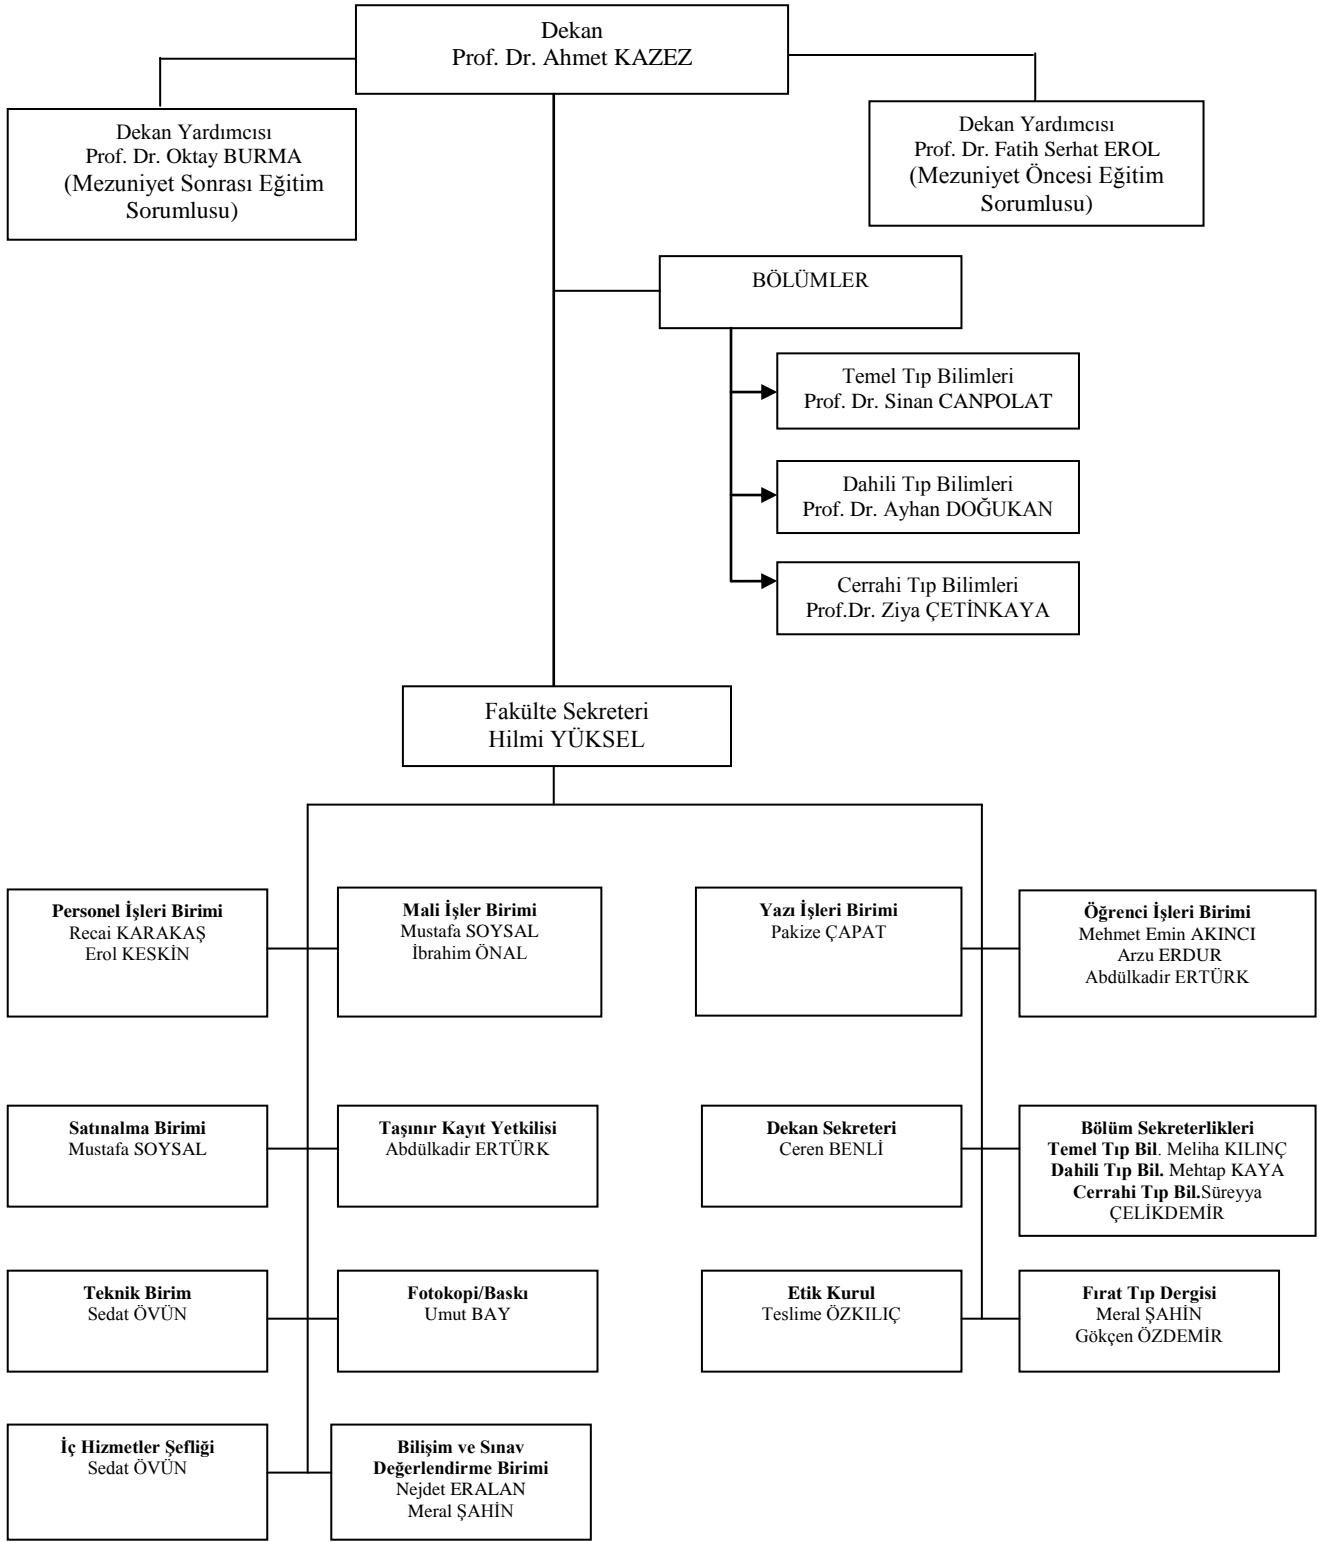 Dekan
Prof. Dr. Ahmet KAZEZ
Dekan Yardımcısı
Prof. Dr. Oktay BURMA
(Mezuniyet Sonrası Eğitim
Sorumlusu)
Dekan Yardımcısı
Prof. Dr. Fatih Serhat EROL
(Mezuniyet Öncesi Eğitim
Sorumlusu)
BÖLÜMLER
Temel Tıp Bilimleri
Prof. Dr. Sinan CANPOLAT
Dahili Tıp Bilimleri
Prof. Dr. Ayhan DOĞUKAN
Cerrahi Tıp Bilimleri
Prof.Dr. Ziya ÇETİNKAYA
Fakülte Sekreteri
Hilmi YÜKSEL
Personel İşleri Birimi
Recai KARAKAŞ
Erol KESKİN
Mali İşler Birimi
Mustafa SOYSAL
İbrahim ÖNAL
Yazı İşleri Birimi
Pakize ÇAPAT
Öğrenci İşleri Birimi
Mehmet Emin AKINCI
Arzu ERDUR
Abdülkadir ERTÜRK
Satınalma Birimi
Mustafa SOYSAL
Taşınır Kayıt Yetkilisi
Abdülkadir ERTÜRK
Dekan Sekreteri
Ceren BENLİ
Bölüm Sekreterlikleri
Temel Tıp Bil. Meliha KILINÇ
Dahili Tıp Bil. Mehtap KAYA
Cerrahi Tıp Bil.Süreyya
ÇELİKDEMİR
Teknik Birim
Sedat ÖVÜN
Fotokopi/Baskı
Umut BAY
Etik Kurul
Teslime ÖZKILIÇ
Fırat Tıp Dergisi
Meral ŞAHİN
Gökçen ÖZDEMİR
İç Hizmetler Şefliği
Sedat ÖVÜN
Bilişim ve Sınav
Değerlendirme Birimi
Nejdet ERALAN
Meral ŞAHİN